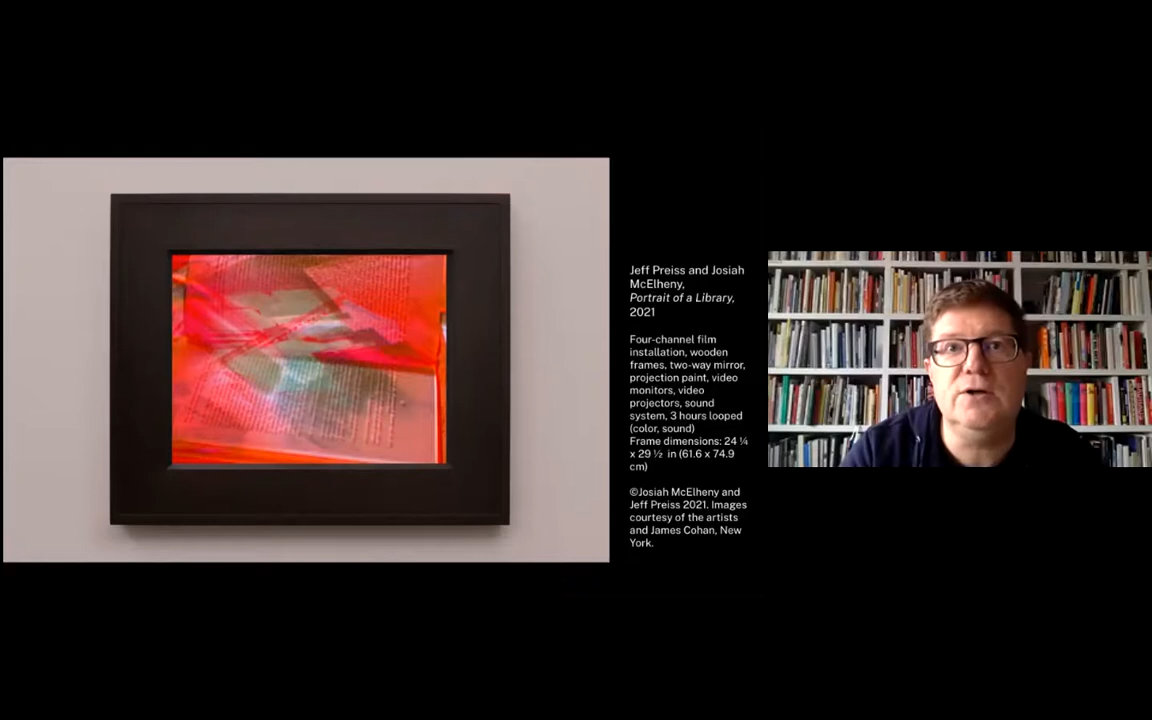 Jeff Preiss and Josiah
McElheny,
Portrait of a Library,
2021
Four-channel film
installation, wooden
frames, two-way mirror,
projection paint, video
monitors, video
projectors, sound
system, 3 hours looped
(color, sound)
Frame dimensions: 24 ¼
x 29 ½ in (61.6 x 74.9
cm)
©Josiah McElheny and
Jeff Preiss 2021. Images
courtesy of the artists
and James Cohan, New
York.